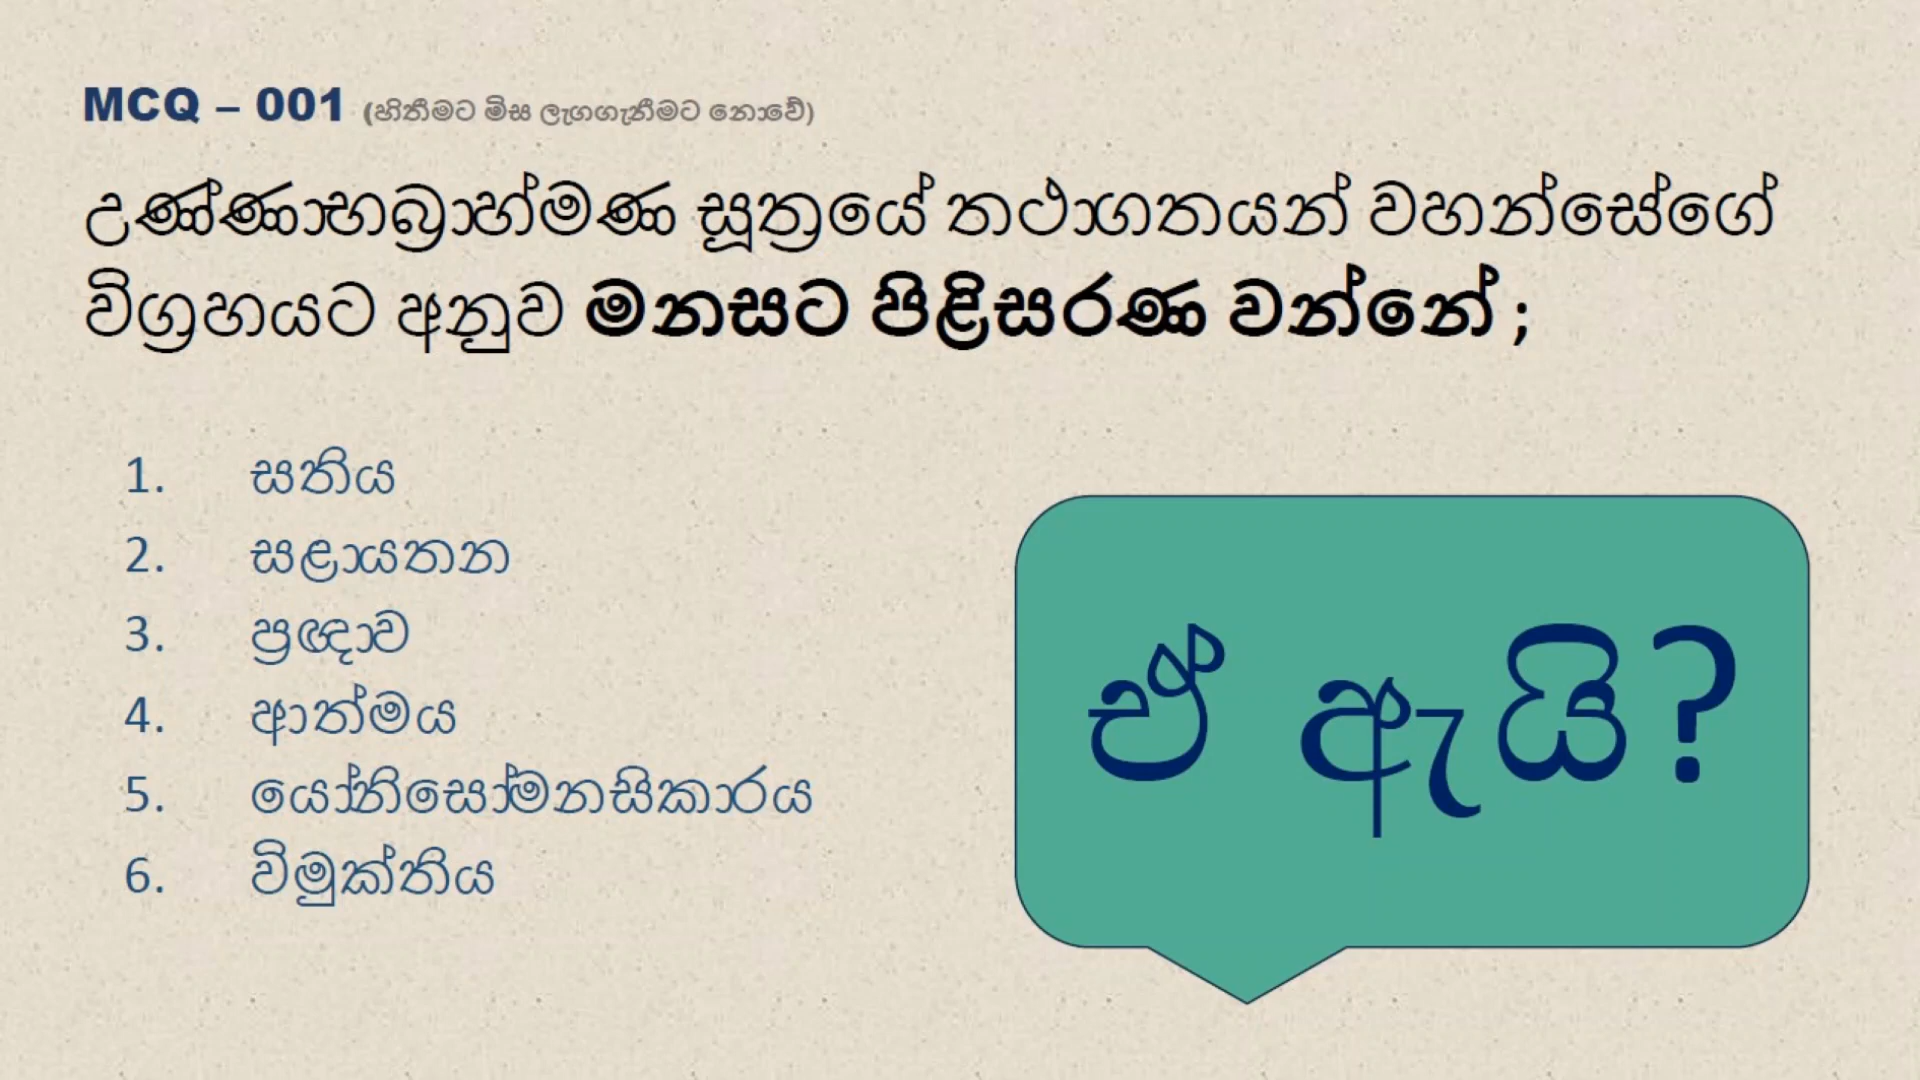 MCQ – 001 (හිතීමට මිස ලැගගැනීමට නොවේ)
උණ්ණාභබ්‍රාහ්මණ සූත්‍රයේ තථාගතයන් වහන්සේගේ
විග්‍රහයට අනුව මනසට පිළිසරණ වන්නේ ;
1. සතිය
2. සළායතන
3. ප්‍රඥාව
4. ආත්මය
5. යෝනිසෝමනසිකාරය
6. විමුක්තිය
ඒ ඇයි?